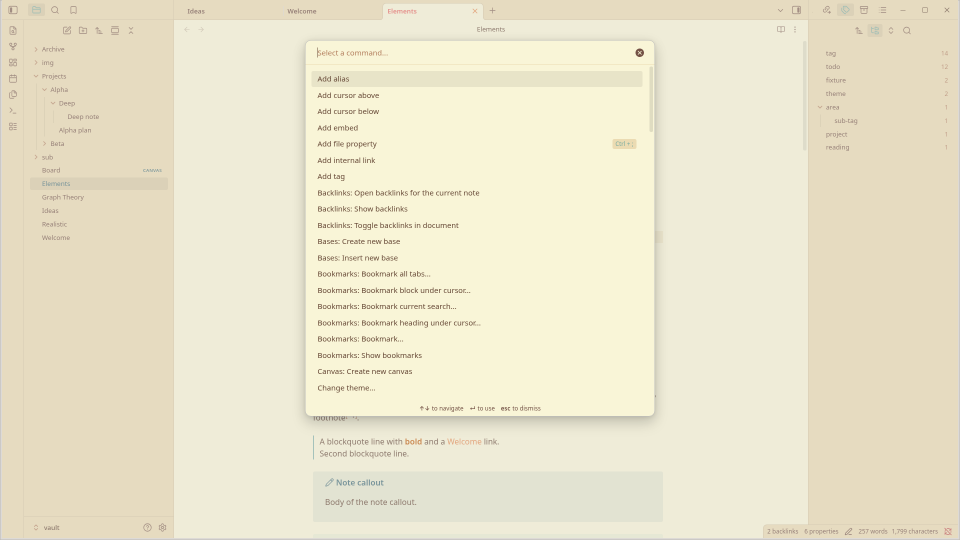 Ideas
Welcome
Elements
Elements
Archive
img
Projects
Alpha
Deep
Deep note
Alpha plan
Beta
sub
Board CANVAS
Elements
Graph Theory
Ideas
Realistic
Welcome
vault
Select a command...
Add alias
Add cursor above
Add cursor below
Add embed
Add file property Ctrl + ;
Add internal link
Add tag
Backlinks: Open backlinks for the current note
Backlinks: Show backlinks
Backlinks: Toggle backlinks in document
Bases: Create new base
Bases: Insert new base
Bookmarks: Bookmark all tabs...
Bookmarks: Bookmark block under cursor...
Bookmarks: Bookmark current search...
Bookmarks: Bookmark heading under cursor...
Bookmarks: Bookmark...
Bookmarks: Show bookmarks
Canvas: Create new canvas
Change theme...
↑↓ to navigate ↵ to use esc to dismiss
footnote
A blockquote line with bold and a Welcome link.
Second blockquote line.
Note callout
Body of the note callout.
tag 14
todo 12
fixture 2
theme 2
area 1
sub-tag 1
project 1
reading 1
2 backlinks 6 properties 257 words 1,799 characters